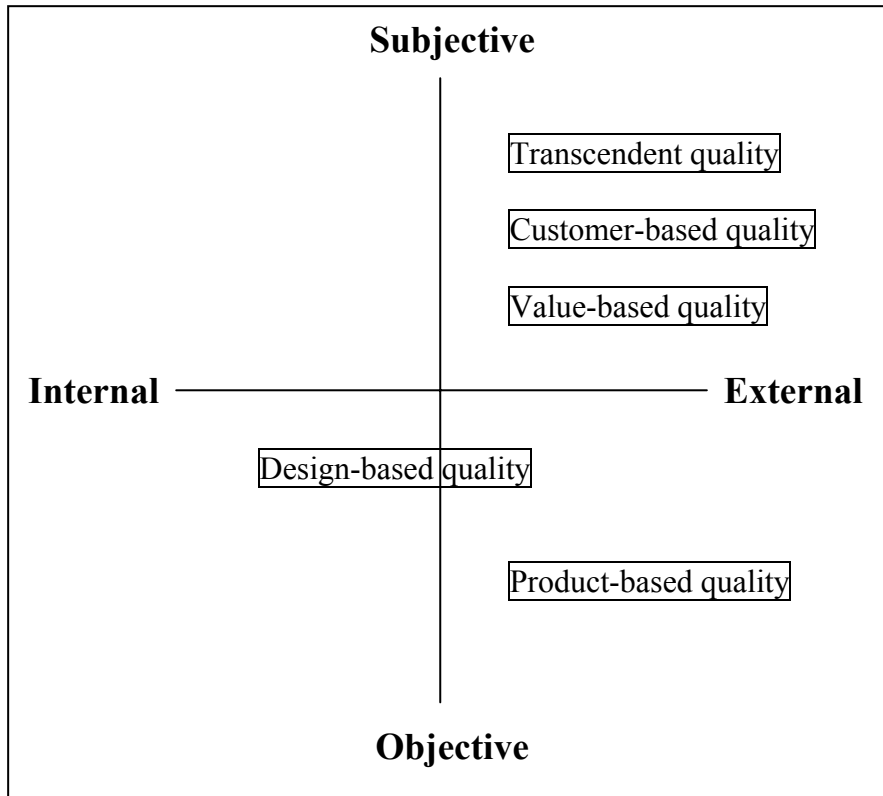 Subjective
Transcendent quality
Customer-based quality
Value-based quality
Internal
External
Design-based quality
Product-based quality
Objective